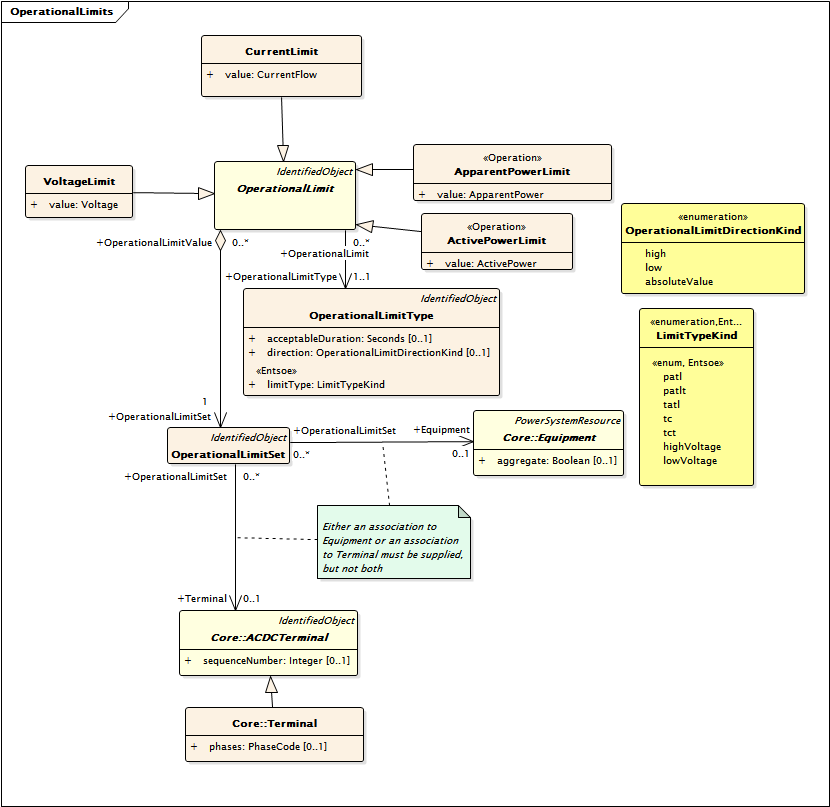 OperationalLimits
CurrentLimit
+ value: CurrentFlow
IdentifiedObject
OperationalLimit
VoltageLimit
+ value: Voltage
«Operation»
ApparentPowerLimit
+ value: ApparentPower
«Operation»
ActivePowerLimit
+ value: ActivePower
«enumeration»
OperationalLimitDirectionKind
high
low
absoluteValue
+OperationalLimitValue 0..*
0..*
+OperationalLimit
+OperationalLimitType 1..1
IdentifiedObject
OperationalLimitType
+ acceptableDuration: Seconds [0..1]
+ direction: OperationalLimitDirectionKind [0..1]
«Entsoe»
+ limitType: LimitTypeKind
«enumeration,Ent...
LimitTypeKind
«enum, Entsoe»
patl
patlt
tatl
tc
tct
highVoltage
lowVoltage
1
+OperationalLimitSet
IdentifiedObject
OperationalLimitSet
+OperationalLimitSet +Equipment
0..* 0..1
PowerSystemResource
Core::Equipment
+ aggregate: Boolean [0..1]
+OperationalLimitSet 0..*
Either an association to
Equipment or an association
to Terminal must be supplied,
but not both
+Terminal 0..1
IdentifiedObject
Core::ACDCTerminal
+ sequenceNumber: Integer [0..1]
Core::Terminal
+ phases: PhaseCode [0..1]